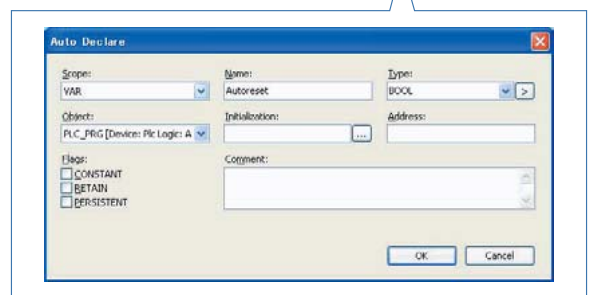 Auto Declare
Scope: Name: Type:
VAR Autoreset BOOL >
Object: Initialization: Address:
PLC_PRG [Device: Plc Logic: A ...
Flags: Comment:
CONSTANT
RETAIN
PERSISTENT
OK Cancel